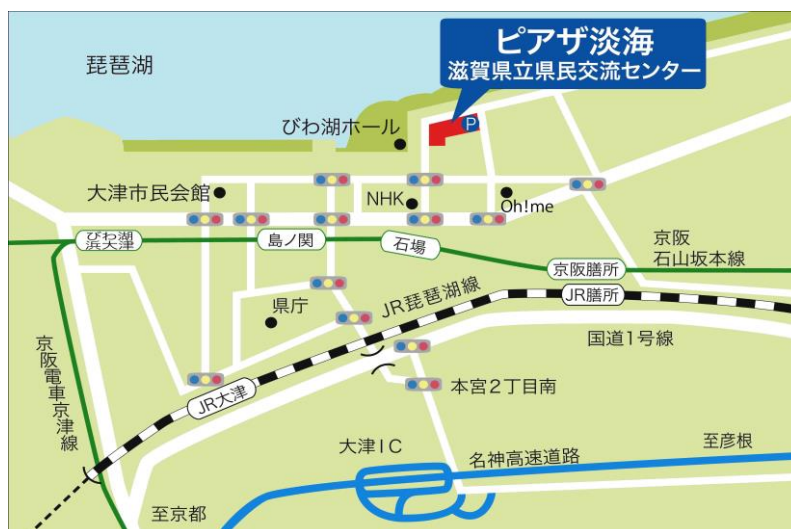 ピアザ淡海
滋賀県立県民交流センター
琵琶湖
P
びわ湖ホール
大津市民会館
NHK
Oh!me
びわ湖
浜大津
島ノ関
石場
京阪膳所
京阪
石山坂本線
JR琵琶湖線
JR膳所
県庁
国道1号線
京阪電車京津線
JR大津
本宮2丁目南
大津IC
名神高速道路
至彦根
至京都